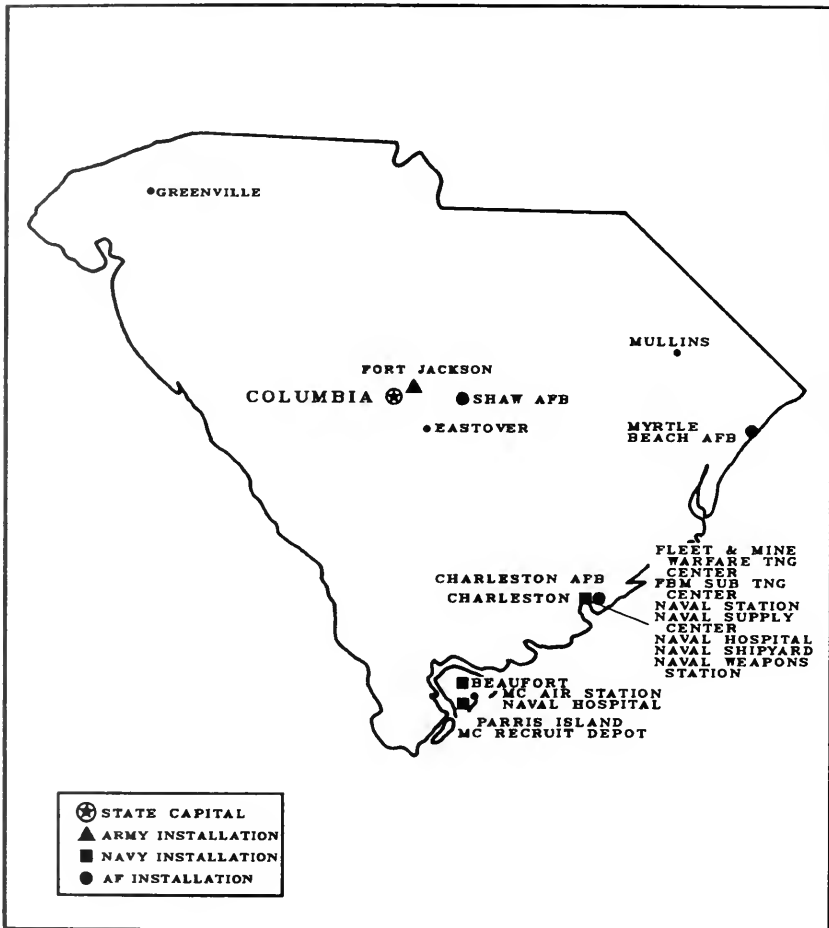 GREENVILLE
MULLINS
FORT JACKSON
COLUMBIA
SHAW AFB
EASTOVER
MYRTLE
BEACH AFB
FLEET & MINE
WARFARE TNG
CENTER
FBM SUB TNG
CENTER
NAVAL STATION
NAVAL SUPPLY
CENTER
NAVAL HOSPITAL
NAVAL SHIPYARD
NAVAL WEAPONS
STATION
CHARLESTON AFB
CHARLESTON
BEAUFORT
MC AIR STATION
NAVAL HOSPITAL
PARRIS ISLAND
MC RECRUIT DEPOT
STATE CAPITAL
ARMY INSTALLATION
NAVY INSTALLATION
AF INSTALLATION